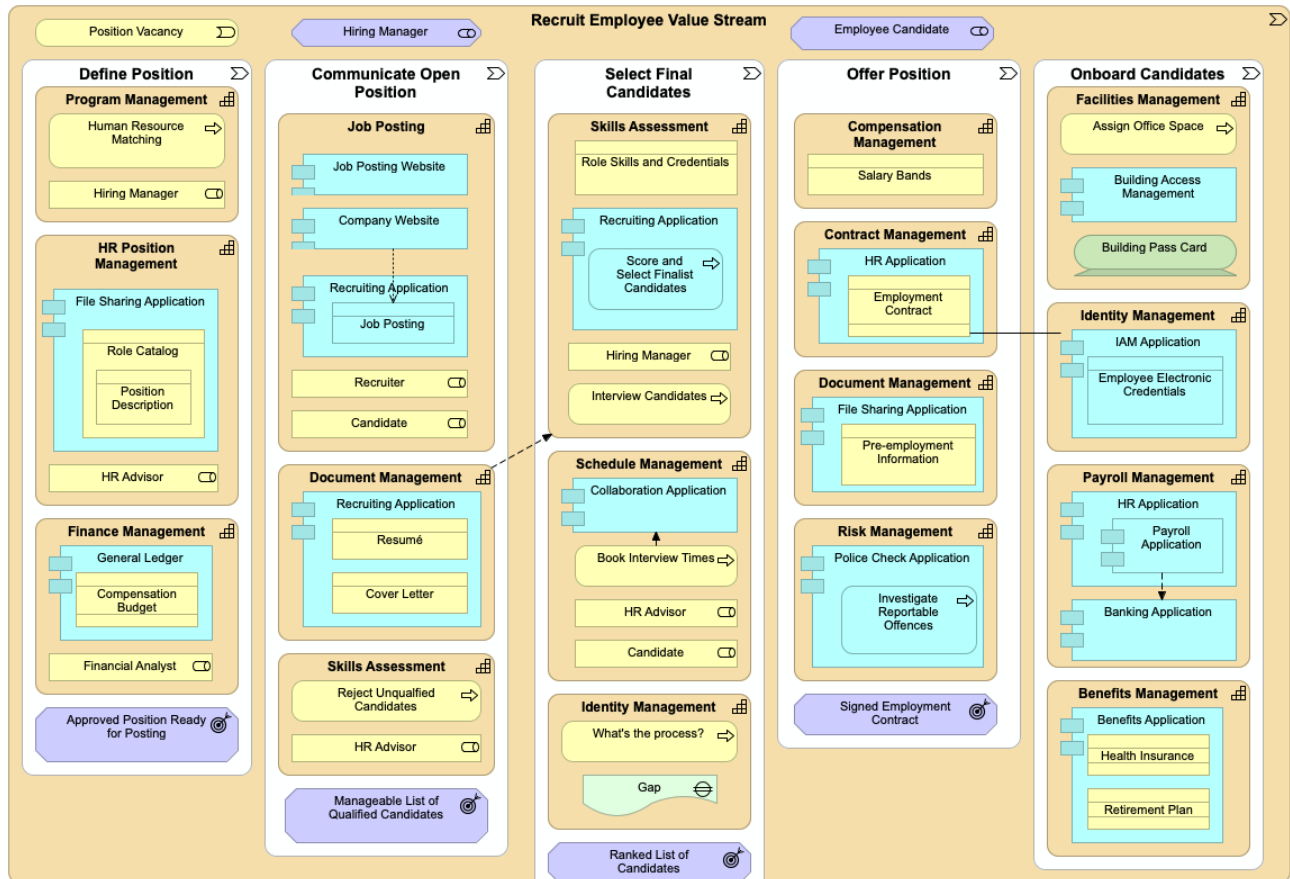 Recruit Employee Value Stream
Position Vacancy
Hiring Manager
Employee Candidate
Define Position
Program Management
Human Resource
Matching
Hiring Manager
HR Position
Management
File Sharing Application
Role Catalog
Position
Description
HR Advisor
Finance Management
General Ledger
Compensation
Budget
Financial Analyst
Approved Position Ready
for Posting
Communicate Open
Position
Job Posting
Job Posting Website
Company Website
Recruiting Application
Job Posting
Recruiter
Candidate
Document Management
Recruiting Application
Resumé
Cover Letter
Skills Assessment
Reject Unqualfied
Candidates
HR Advisor
Manageable List of
Qualified Candidates
Select Final
Candidates
Skills Assessment
Role Skills and Credentials
Recruiting Application
Score and
Select Finalist
Candidates
Hiring Manager
Interview Candidates
Schedule Management
Collaboration Application
Book Interview Times
HR Advisor
Candidate
Identity Management
What's the process?
Gap
Ranked List of
Candidates
Offer Position
Compensation
Management
Salary Bands
Contract Management
HR Application
Employment
Contract
Document Management
File Sharing Application
Pre-employment
Information
Risk Management
Police Check Application
Investigate
Reportable
Offences
Signed Employment
Contract
Onboard Candidates
Facilities Management
Assign Office Space
Building Access
Management
Building Pass Card
Identity Management
IAM Application
Employee Electronic
Credentials
Payroll Management
HR Application
Payroll
Application
Banking Application
Benefits Management
Benefits Application
Health Insurance
Retirement Plan